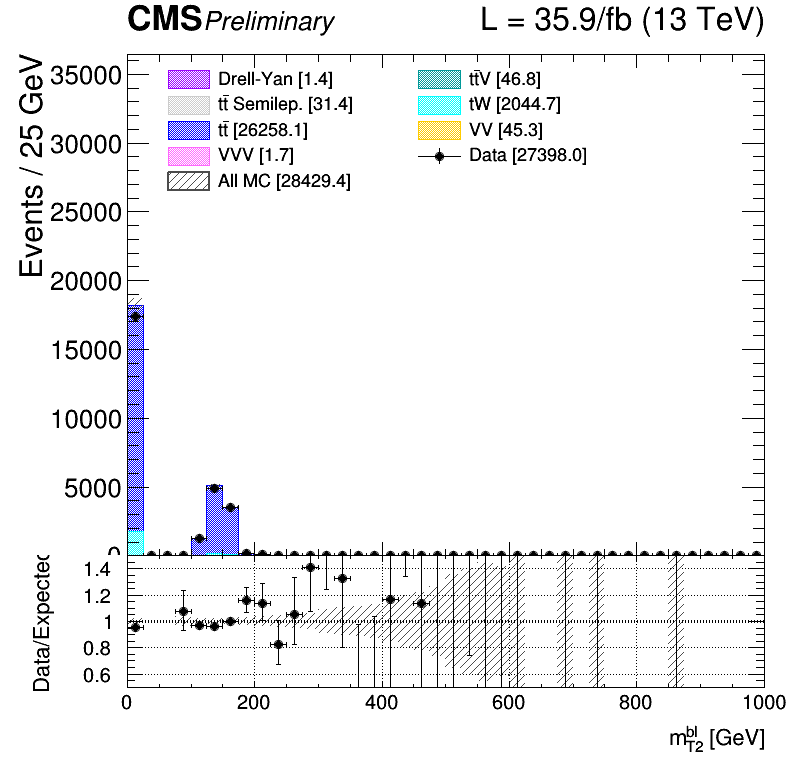 CMS Preliminary L = 35.9/fb (13 TeV)
Events / 25 GeV
35000
30000
25000
20000
15000
10000
5000
0
Drell-Yan [1.4]
tt̄ Semilep. [31.4]
tt̄ [26258.1]
VVV [1.7]
All MC [28429.4]
tt̄V [46.8]
tW [2044.7]
VV [45.3]
Data [27398.0]
Data/Expected
1.4
1.2
1
0.8
0.6
0 200 400 600 800 1000
m_{T2}^{bl} [GeV]